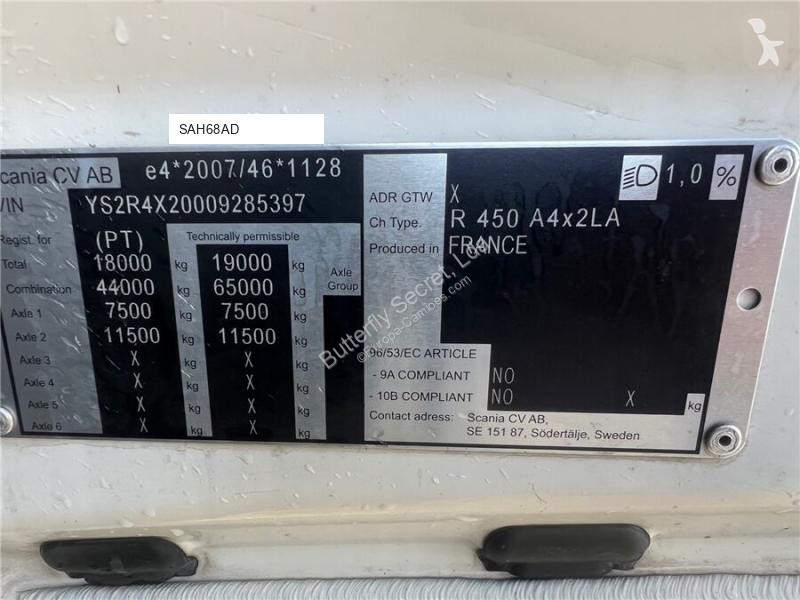 SAH68AD
cania CV AB e4*2007/46*1128
VIN YS2R4X20009285397
Regist. for (PT) Technically permissible
Total 18000 kg 19000 kg Axle
Combination 44000 kg 65000 kg Group
Axle 1 7500 kg 7500 kg
Axle 2 11500 kg 11500 kg
Axle 3 X kg X kg
Axle 4 X kg X kg
Axle 5 X kg X kg
Axle 6 X kg X kg
1,0 %
ADR GTW X
Ch Type. R 450 A4x2LA
Produced in FRANCE
96/53/EC ARTICLE
- 9A COMPLIANT NO
- 10B COMPLIANT NO X kg
Contact adress: Scania CV AB,
SE 151 87, Södertälje, Sweden
Butterfly Secret, Lda
©Europa-Camiões.com